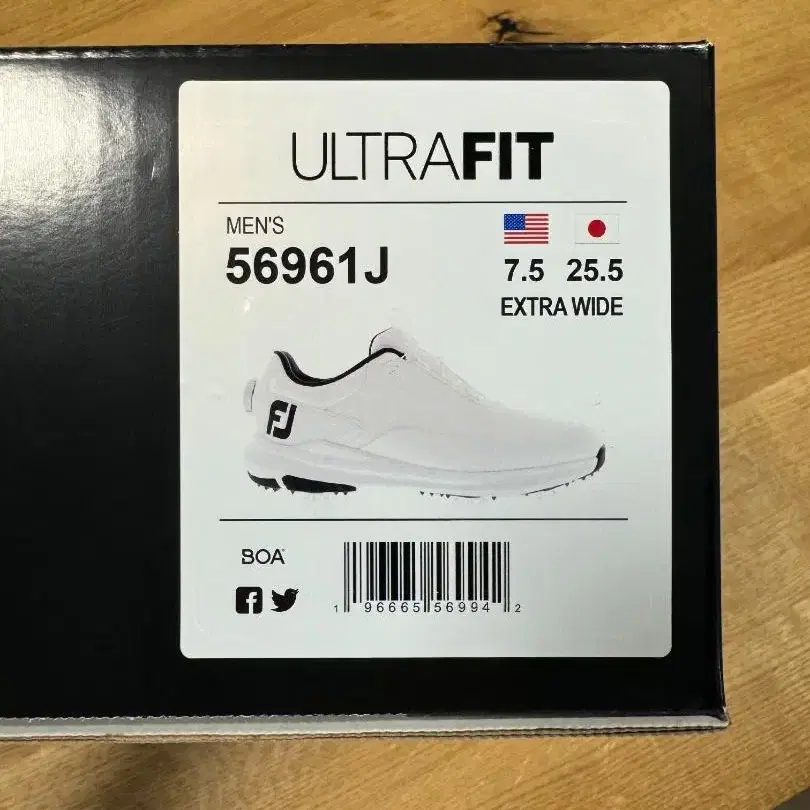 ULTRAFIT
MEN'S
56961J
7.5 25.5
EXTRA WIDE
FJ
BOA
1 96665 56994 2